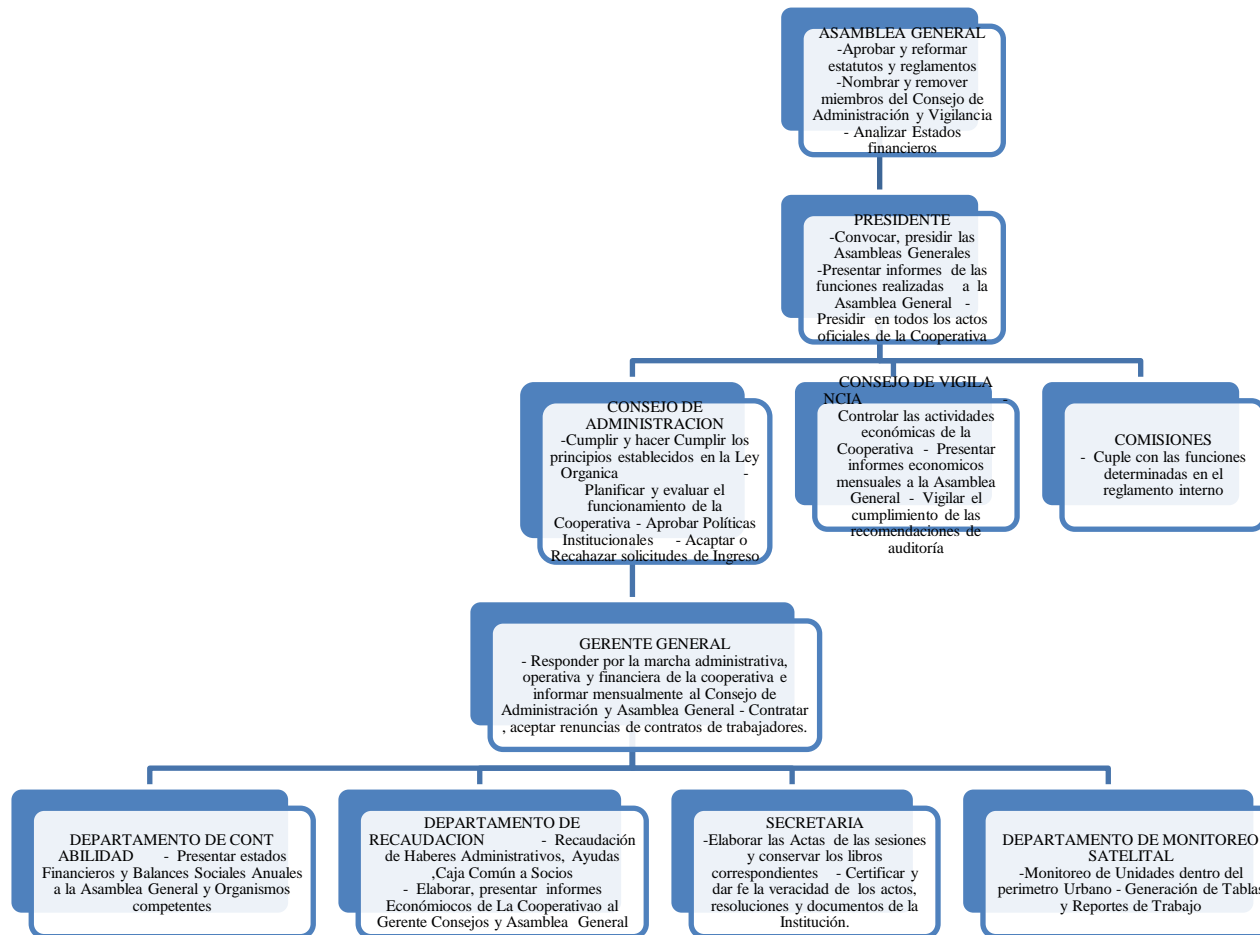 ASAMBLEA GENERAL
-Aprobar y reformar
estatutos y reglamentos
-Nombrar y remover
miembros del Consejo de
Administración y Vigilancia
- Analizar Estados
financieros
PRESIDENTE
-Convocar, presidir las
Asambleas Generales
-Presentar informes de las
funciones realizadas a la
Asamblea General -
Presidir en todos los actos
oficiales de la Cooperativa
CONSEJO DE
ADMINISTRACION
-Cumplir y hacer Cumplir los
principios establecidos en la Ley
Organica -
Planificar y evaluar el
funcionamiento de la
Cooperativa - Aprobar Políticas
Institucionales - Acaptar o
Recahazar solicitudes de Ingreso
CONSEJO DE VIGILA
NCIA -
Controlar las actividades
económicas de la
Cooperativa - Presentar
informes economicos
mensuales a la Asamblea
General - Vigilar el
cumplimiento de las
recomendaciones de
auditoría
COMISIONES
- Cuple con las funciones
determinadas en el
reglamento interno
GERENTE GENERAL
- Responder por la marcha administrativa,
operativa y financiera de la cooperativa e
informar mensualmente al Consejo de
Administración y Asamblea General - Contratar
, aceptar renuncias de contratos de trabajadores.
DEPARTAMENTO DE CONT
ABILIDAD - Presentar estados
Financieros y Balances Sociales Anuales
a la Asamblea General y Organismos
competentes
DEPARTAMENTO DE
RECAUDACION - Recaudación
de Haberes Administrativos, Ayudas
,Caja Común a Socios
- Elaborar, presentar informes
Económiocos de La Cooperativao al
Gerente Consejos y Asamblea General
SECRETARIA
-Elaborar las Actas de las sesiones
y conservar los libros
correspondientes - Certificar y
dar fe la veracidad de los actos,
resoluciones y documentos de la
Institución.
DEPARTAMENTO DE MONITOREO
SATELITAL
-Monitoreo de Unidades dentro del
perimetro Urbano - Generación de Tablas
y Reportes de Trabajo